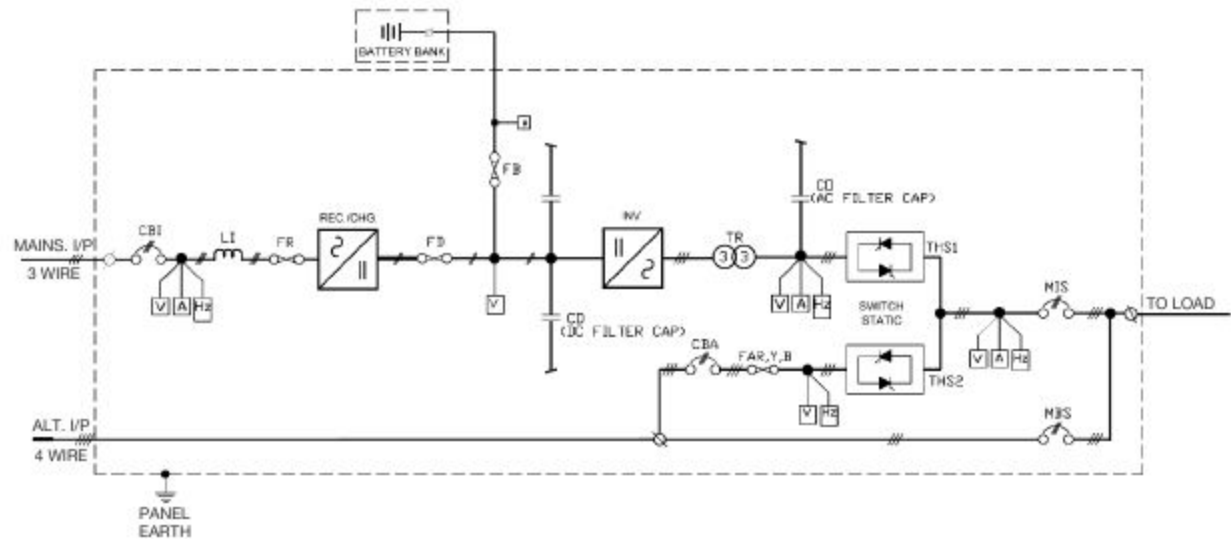 BATTERY BANK
A
FB
CO
(AC FILTER CAP)
REC./CHG.
INV
MAINS. I/P
3 WIRE
CBI
LI
FR
FD
TR
3 3
THS1
V
A
Hz
V
CD
(DC FILTER CAP)
V
A
Hz
SWITCH
STATIC
MIS
TO LOAD
V
A
Hz
CBA
FAR,Y,B
THS2
V
Hz
ALT. I/P
4 WIRE
MBS
PANEL
EARTH